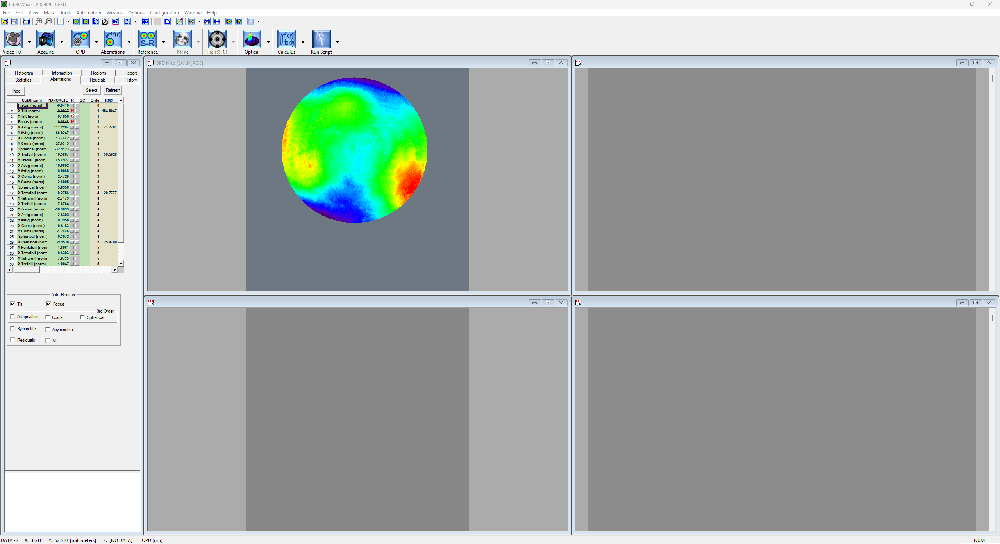 IntelliWave - 202409~1.ESD
File Edit View Mask Tools Automation Wizards Options Configuration Window Help
Video [ 0 ] Acquire OPD Aberrations Reference Mask Fid (S) [0] Optical Calculus Run Script
f(r) S-R ∫∫f(x,y) dx dy
OPD Map [3A1,M,PCG]
Histogram Information Regions Report
Statistics Aberrations Fiducials History
Theo Select Refresh
UofA(norm) NANOMETE R QC Orde RMS
1 Piston (norm) -0.0416 0
2 X Tilt (norm) -0.0937 1 154.9047
3 Y Tilt (norm) 0.1856 1
4 Focus (norm) 0.0848 1
5 X Astig (norm) 111.2204 2 71.7481
6 Y Astig (norm) 66.9247 2
7 X Coma (norm) 13.7442 2
8 Y Coma (norm) 27.0315 2
9 Spherical (norm -32.9123 2
10 X Trefoil (norm) -19.5897 3 50.5928
11 Y Trefoil. (norm) 45.4927 3
12 X Astig (norm) 10.0692 3
13 Y Astig (norm) 0.9068 3
14 X Coma (norm) -2.4729 3
15 Y Coma (norm) -2.6905 3
16 Spherical (norm 5.8356 3
17 X Tetrafoil (norm -9.2756 4 29.7777
18 Y Tetrafoil (norm -2.7179 4
19 X Trefoil (norm) -7.6764 4
20 Y Trefoil (norm) -38.9099 4
21 X Astig (norm) -2.6395 4
22 Y Astig (norm) 0.3958 4
23 X Coma (norm) -0.6183 4
24 Y Coma (norm) -1.2446 4
25 Spherical (norm -0.3072 4
26 X Pentafoil (norr -9.9538 5 25.4780
27 Y Pentafoil (norn 1.8961 5
28 X Tetrafoil (norm 0.6393 5
29 Y Tetrafoil (norm 7.9735 5
30 X Trefoil (norm) -1.9047 5
Auto Remove
Tilt Focus
3rd Order
Astigmatism Coma Spherical
Symmetric Asymmetric
Residuals All
DATA -> X: 3.631 Y: 52.510 [millimeters] Z: [NO DATA] OPD (nm) NUM